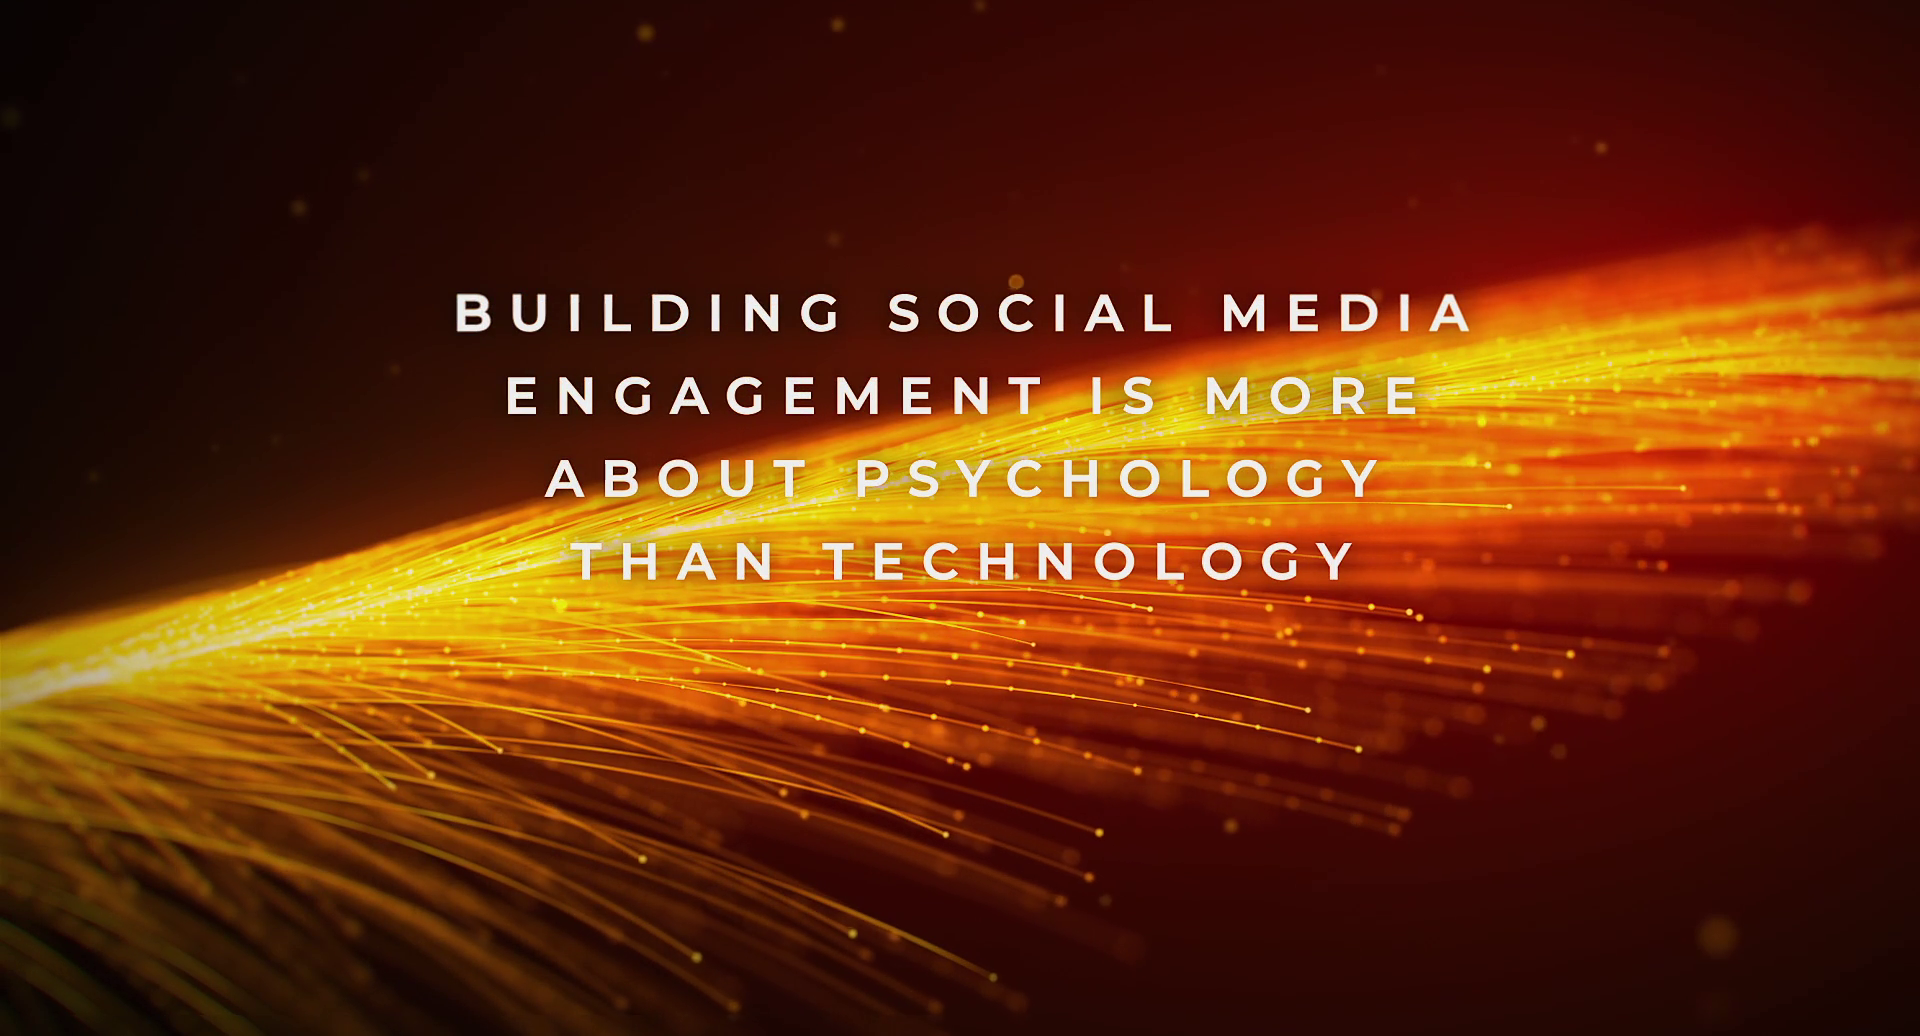 BUILDING SOCIAL MEDIA
ENGAGEMENT IS MORE
ABOUT PSYCHOLOGY
THAN TECHNOLOGY